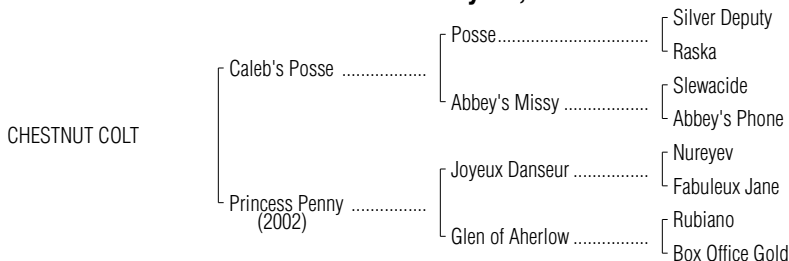 Silver Deputy
Posse
Raska
Caleb's Posse
Slewacide
Abbey's Missy
Abbey's Phone
CHESTNUT COLT
Nureyev
Joyeux Danseur
Fabuleux Jane
Princess Penny
(2002)
Rubiano
Glen of Aherlow
Box Office Gold